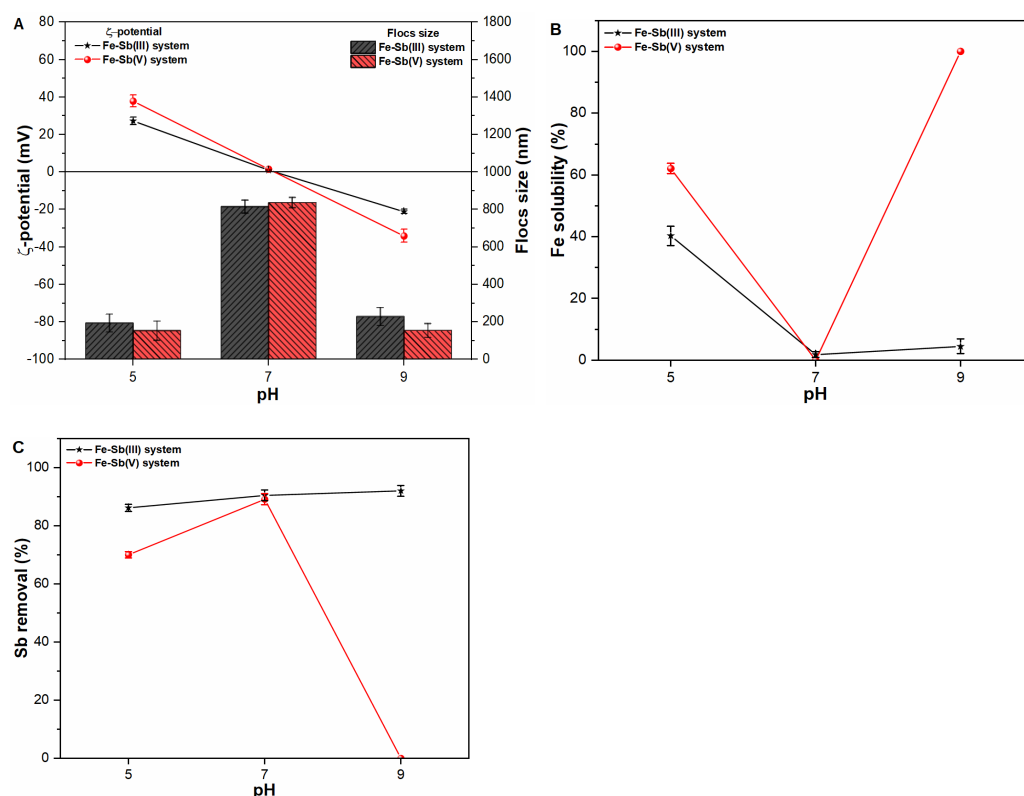 A
ζ-potential
Fe-Sb(III) system
Fe-Sb(V) system
Flocs size
Fe-Sb(III) system
Fe-Sb(V) system
80
60
40
20
0
-20
-40
-60
-80
-100
ζ-potential (mV)
1800
1600
1400
1200
1000
800
600
400
200
0
Flocs size (nm)
5 7 9
pH
B
Fe-Sb(III) system
Fe-Sb(V) system
100
80
60
40
20
0
Fe solubility (%)
5 7 9
pH
C
Fe-Sb(III) system
Fe-Sb(V) system
100
80
60
40
20
0
Sb removal (%)
5 7 9
pH